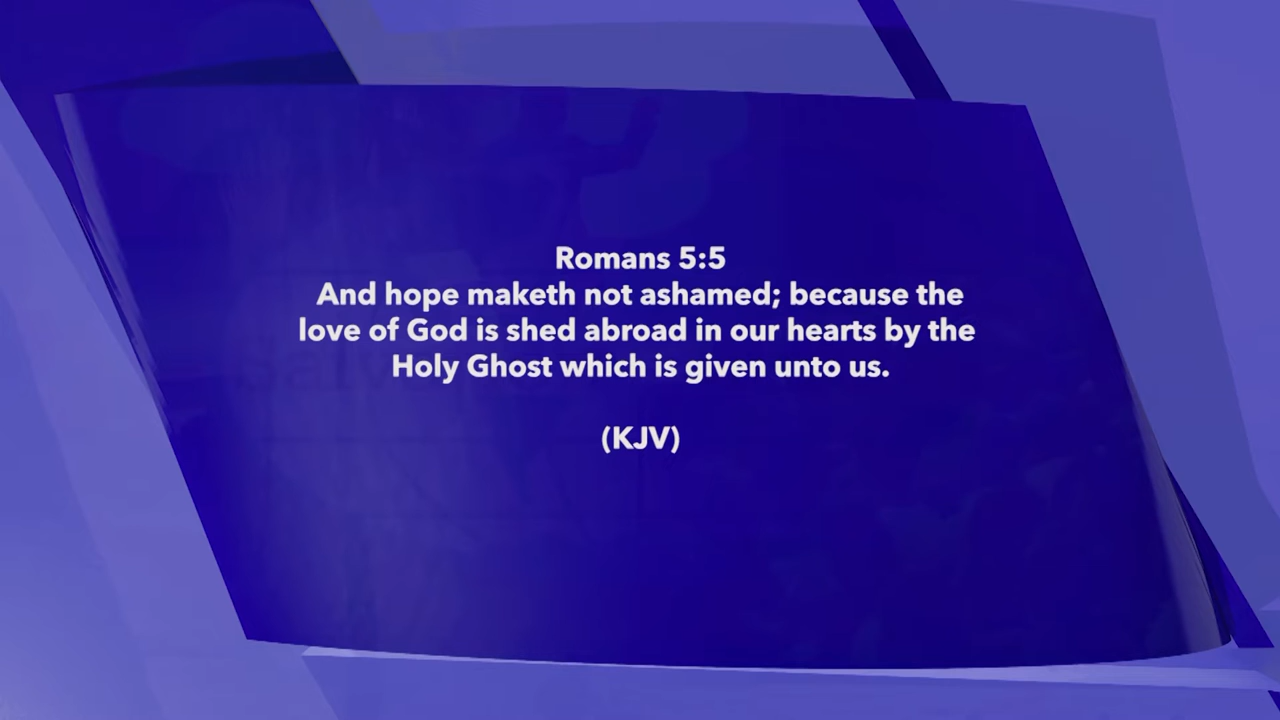 Romans 5:5
And hope maketh not ashamed; because the
love of God is shed abroad in our hearts by the
Holy Ghost which is given unto us.
(KJV)